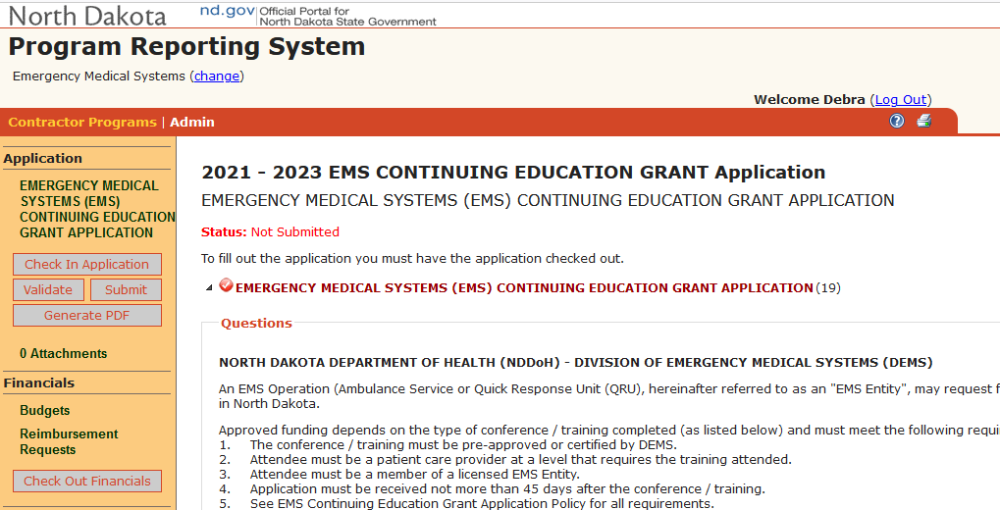 North Dakota
nd.gov Official Portal for
North Dakota State Government
Program Reporting System
Emergency Medical Systems (change)
Welcome Debra (Log Out)
Contractor Programs | Admin
?
Application
EMERGENCY MEDICAL
SYSTEMS (EMS)
CONTINUING EDUCATION
GRANT APPLICATION
Check In Application
Validate Submit
Generate PDF
0 Attachments
Financials
Budgets
Reimbursement
Requests
Check Out Financials
2021 - 2023 EMS CONTINUING EDUCATION GRANT Application
EMERGENCY MEDICAL SYSTEMS (EMS) CONTINUING EDUCATION GRANT APPLICATION
Status: Not Submitted
To fill out the application you must have the application checked out.
EMERGENCY MEDICAL SYSTEMS (EMS) CONTINUING EDUCATION GRANT APPLICATION (19)
Questions
NORTH DAKOTA DEPARTMENT OF HEALTH (NDDoH) - DIVISION OF EMERGENCY MEDICAL SYSTEMS (DEMS)
An EMS Operation (Ambulance Service or Quick Response Unit (QRU), hereinafter referred to as an "EMS Entity", may request f
in North Dakota.
Approved funding depends on the type of conference / training completed (as listed below) and must meet the following requi
1. The conference / training must be pre-approved or certified by DEMS.
2. Attendee must be a patient care provider at a level that requires the training attended.
3. Attendee must be a member of a licensed EMS Entity.
4. Application must be received not more than 45 days after the conference / training.
5. See EMS Continuing Education Grant Application Policy for all requirements.